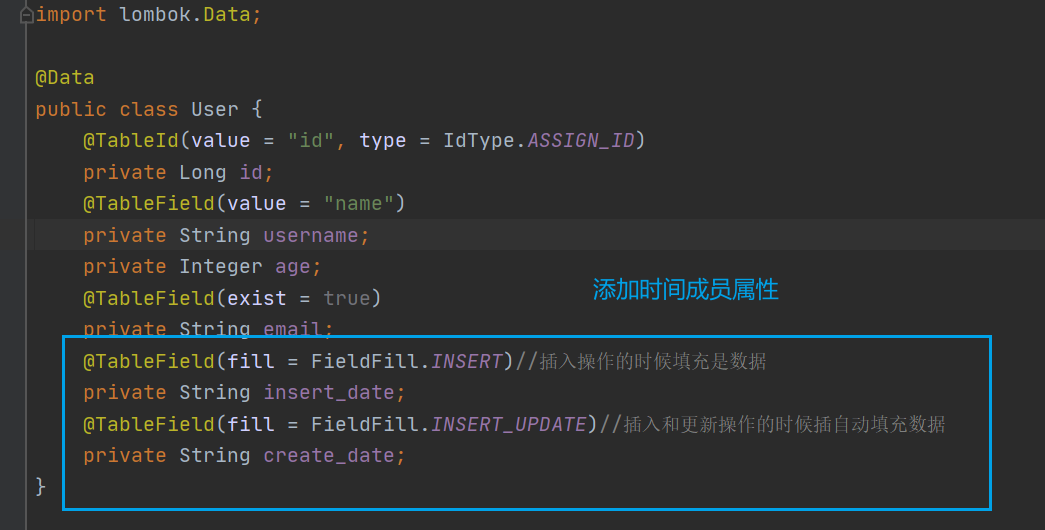 import lombok.Data;
@Data
public class User {
@TableId(value = "id", type = IdType.ASSIGN_ID)
private Long id;
@TableField(value = "name")
private String username;
private Integer age;
@TableField(exist = true)
添加时间成员属性
private String email;
@TableField(fill = FieldFill.INSERT)//插入操作的时候填充是数据
private String insert_date;
@TableField(fill = FieldFill.INSERT_UPDATE)//插入和更新操作的时候插自动填充数据
private String create_date;
}